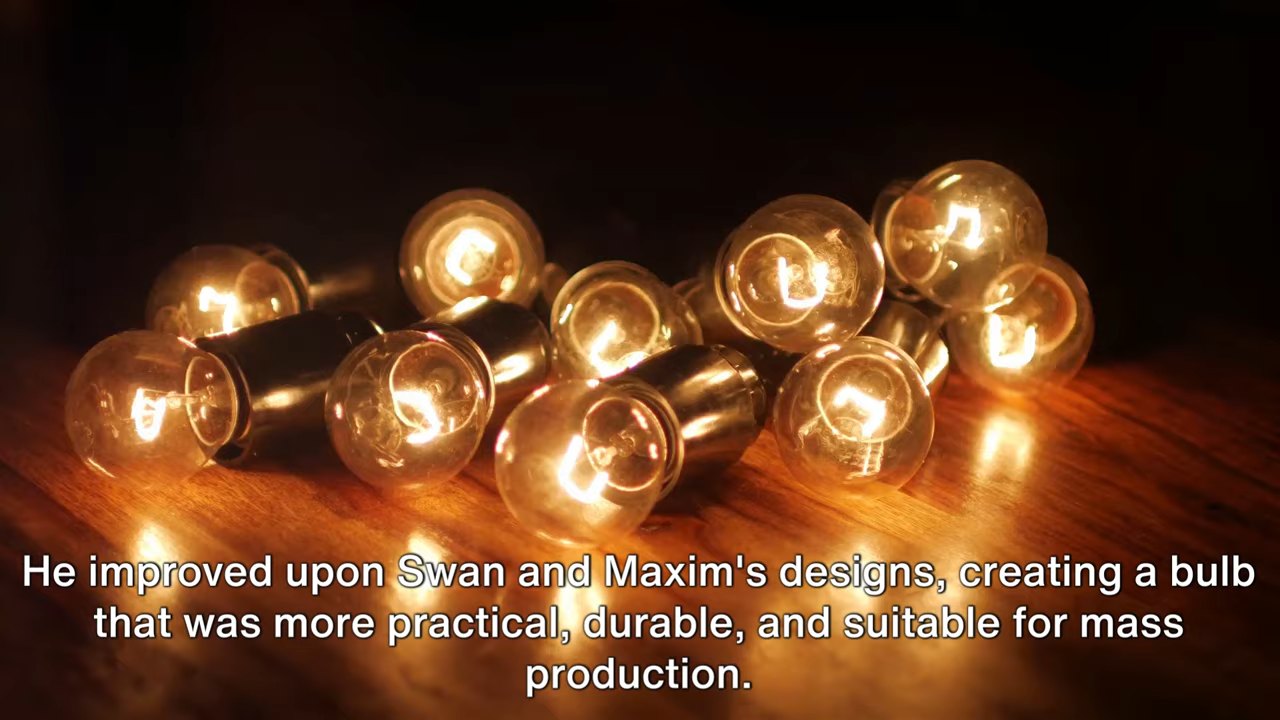 He improved upon Swan and Maxim's designs, creating a bulb
that was more practical, durable, and suitable for mass
production.